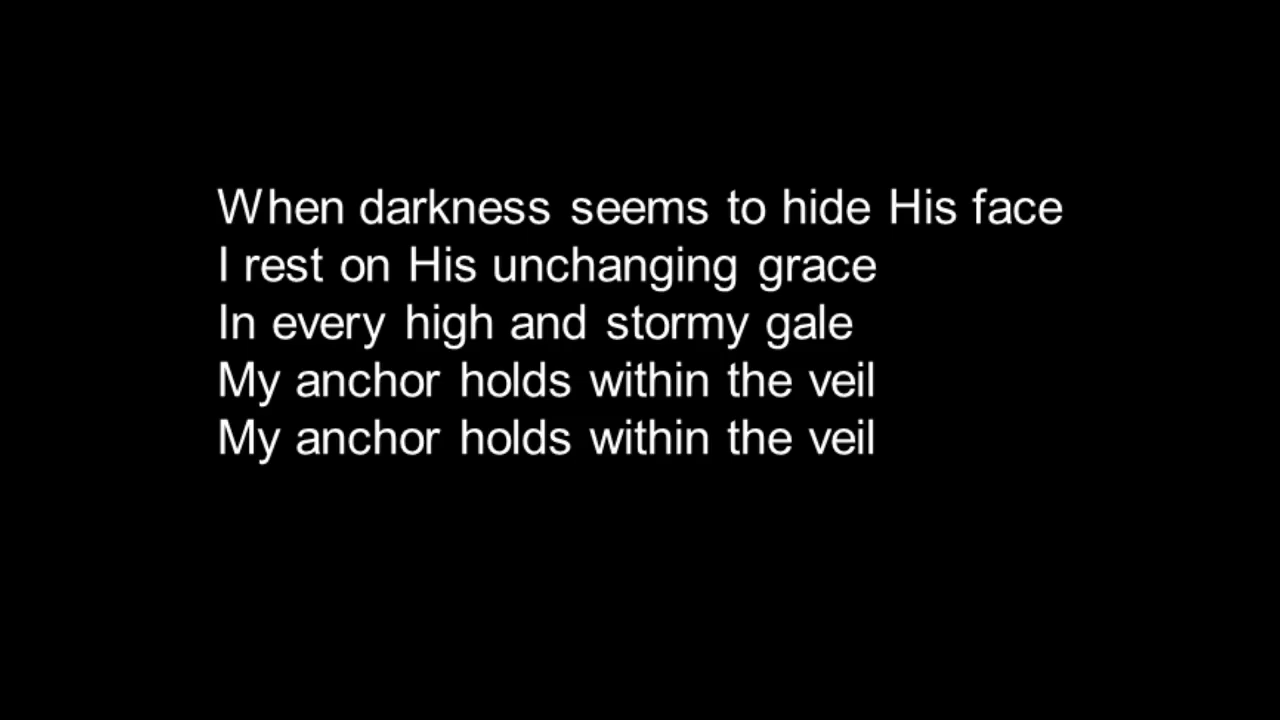 When darkness seems to hide His face
I rest on His unchanging grace
In every high and stormy gale
My anchor holds within the veil
My anchor holds within the veil